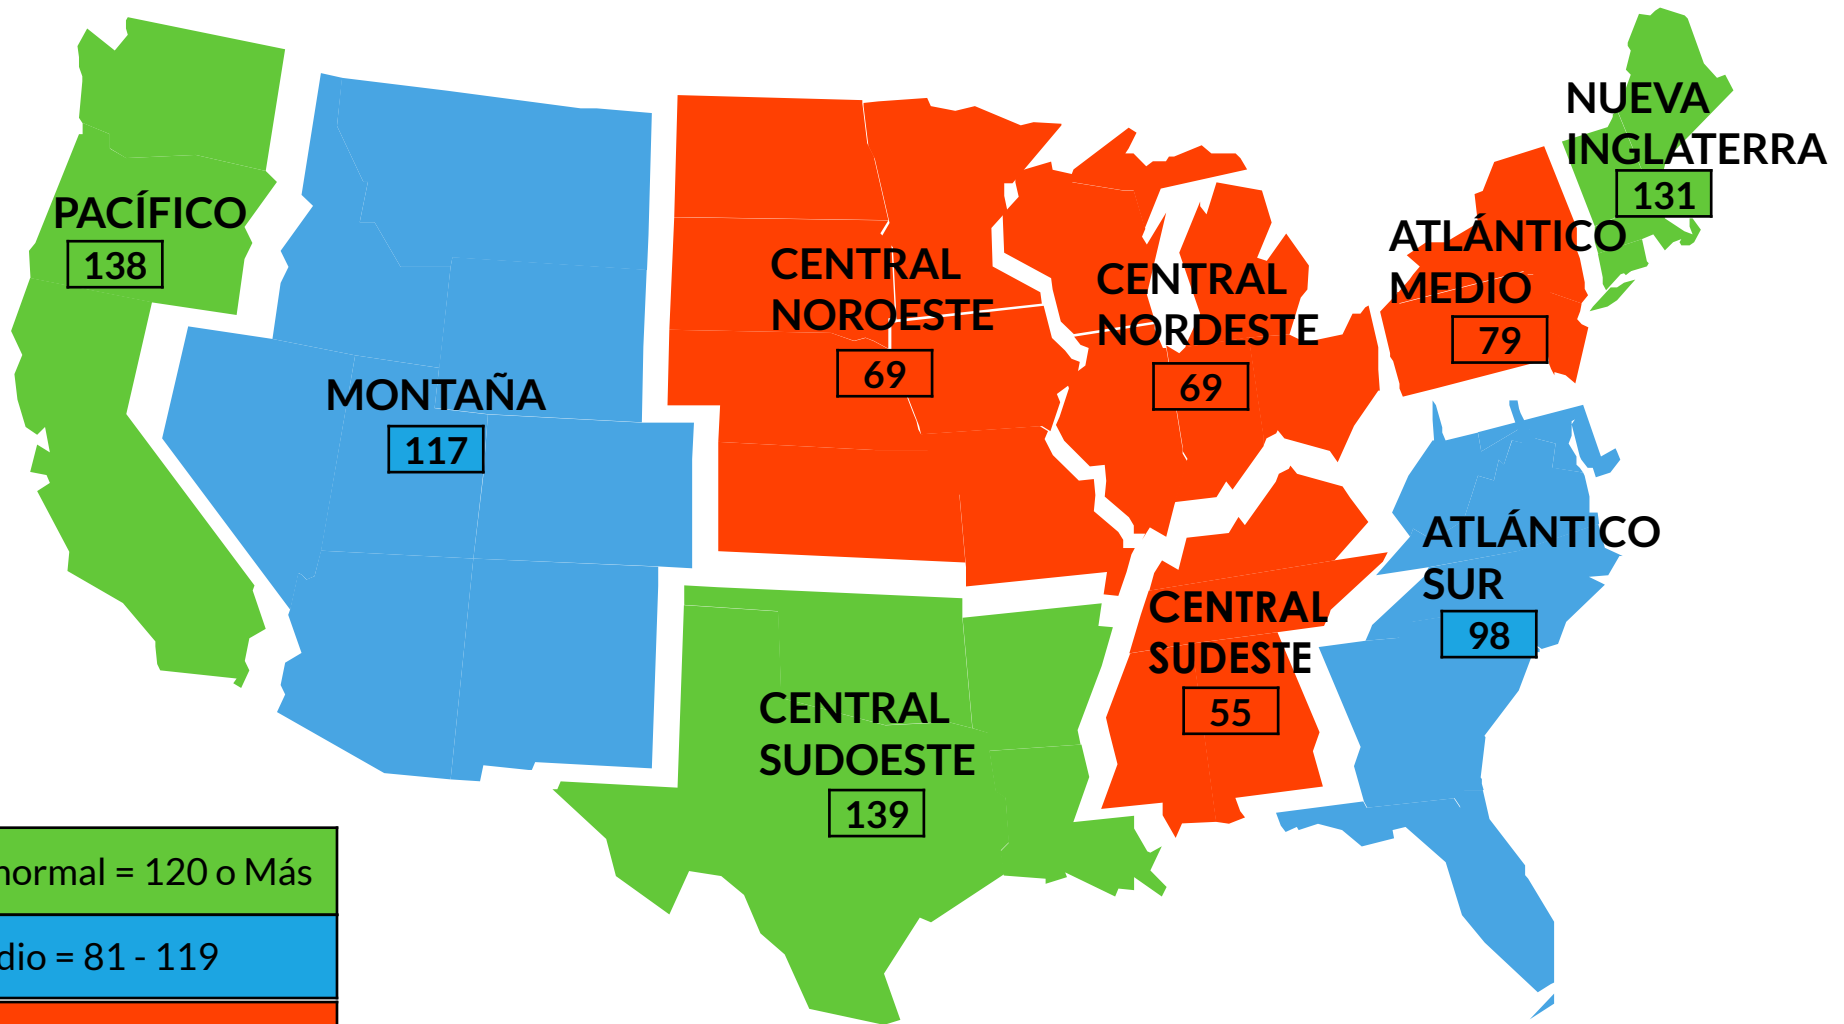 NUEVA
INGLATERRA
131
PACÍFICO
138
ATLÁNTICO
MEDIO
79
CENTRAL
NOROESTE
69
CENTRAL
NORDESTE
69
MONTAÑA
117
ATLÁNTICO
SUR
98
CENTRAL
SUDESTE
55
CENTRAL
SUDOESTE
139
normal = 120 o Más
dio = 81 - 119